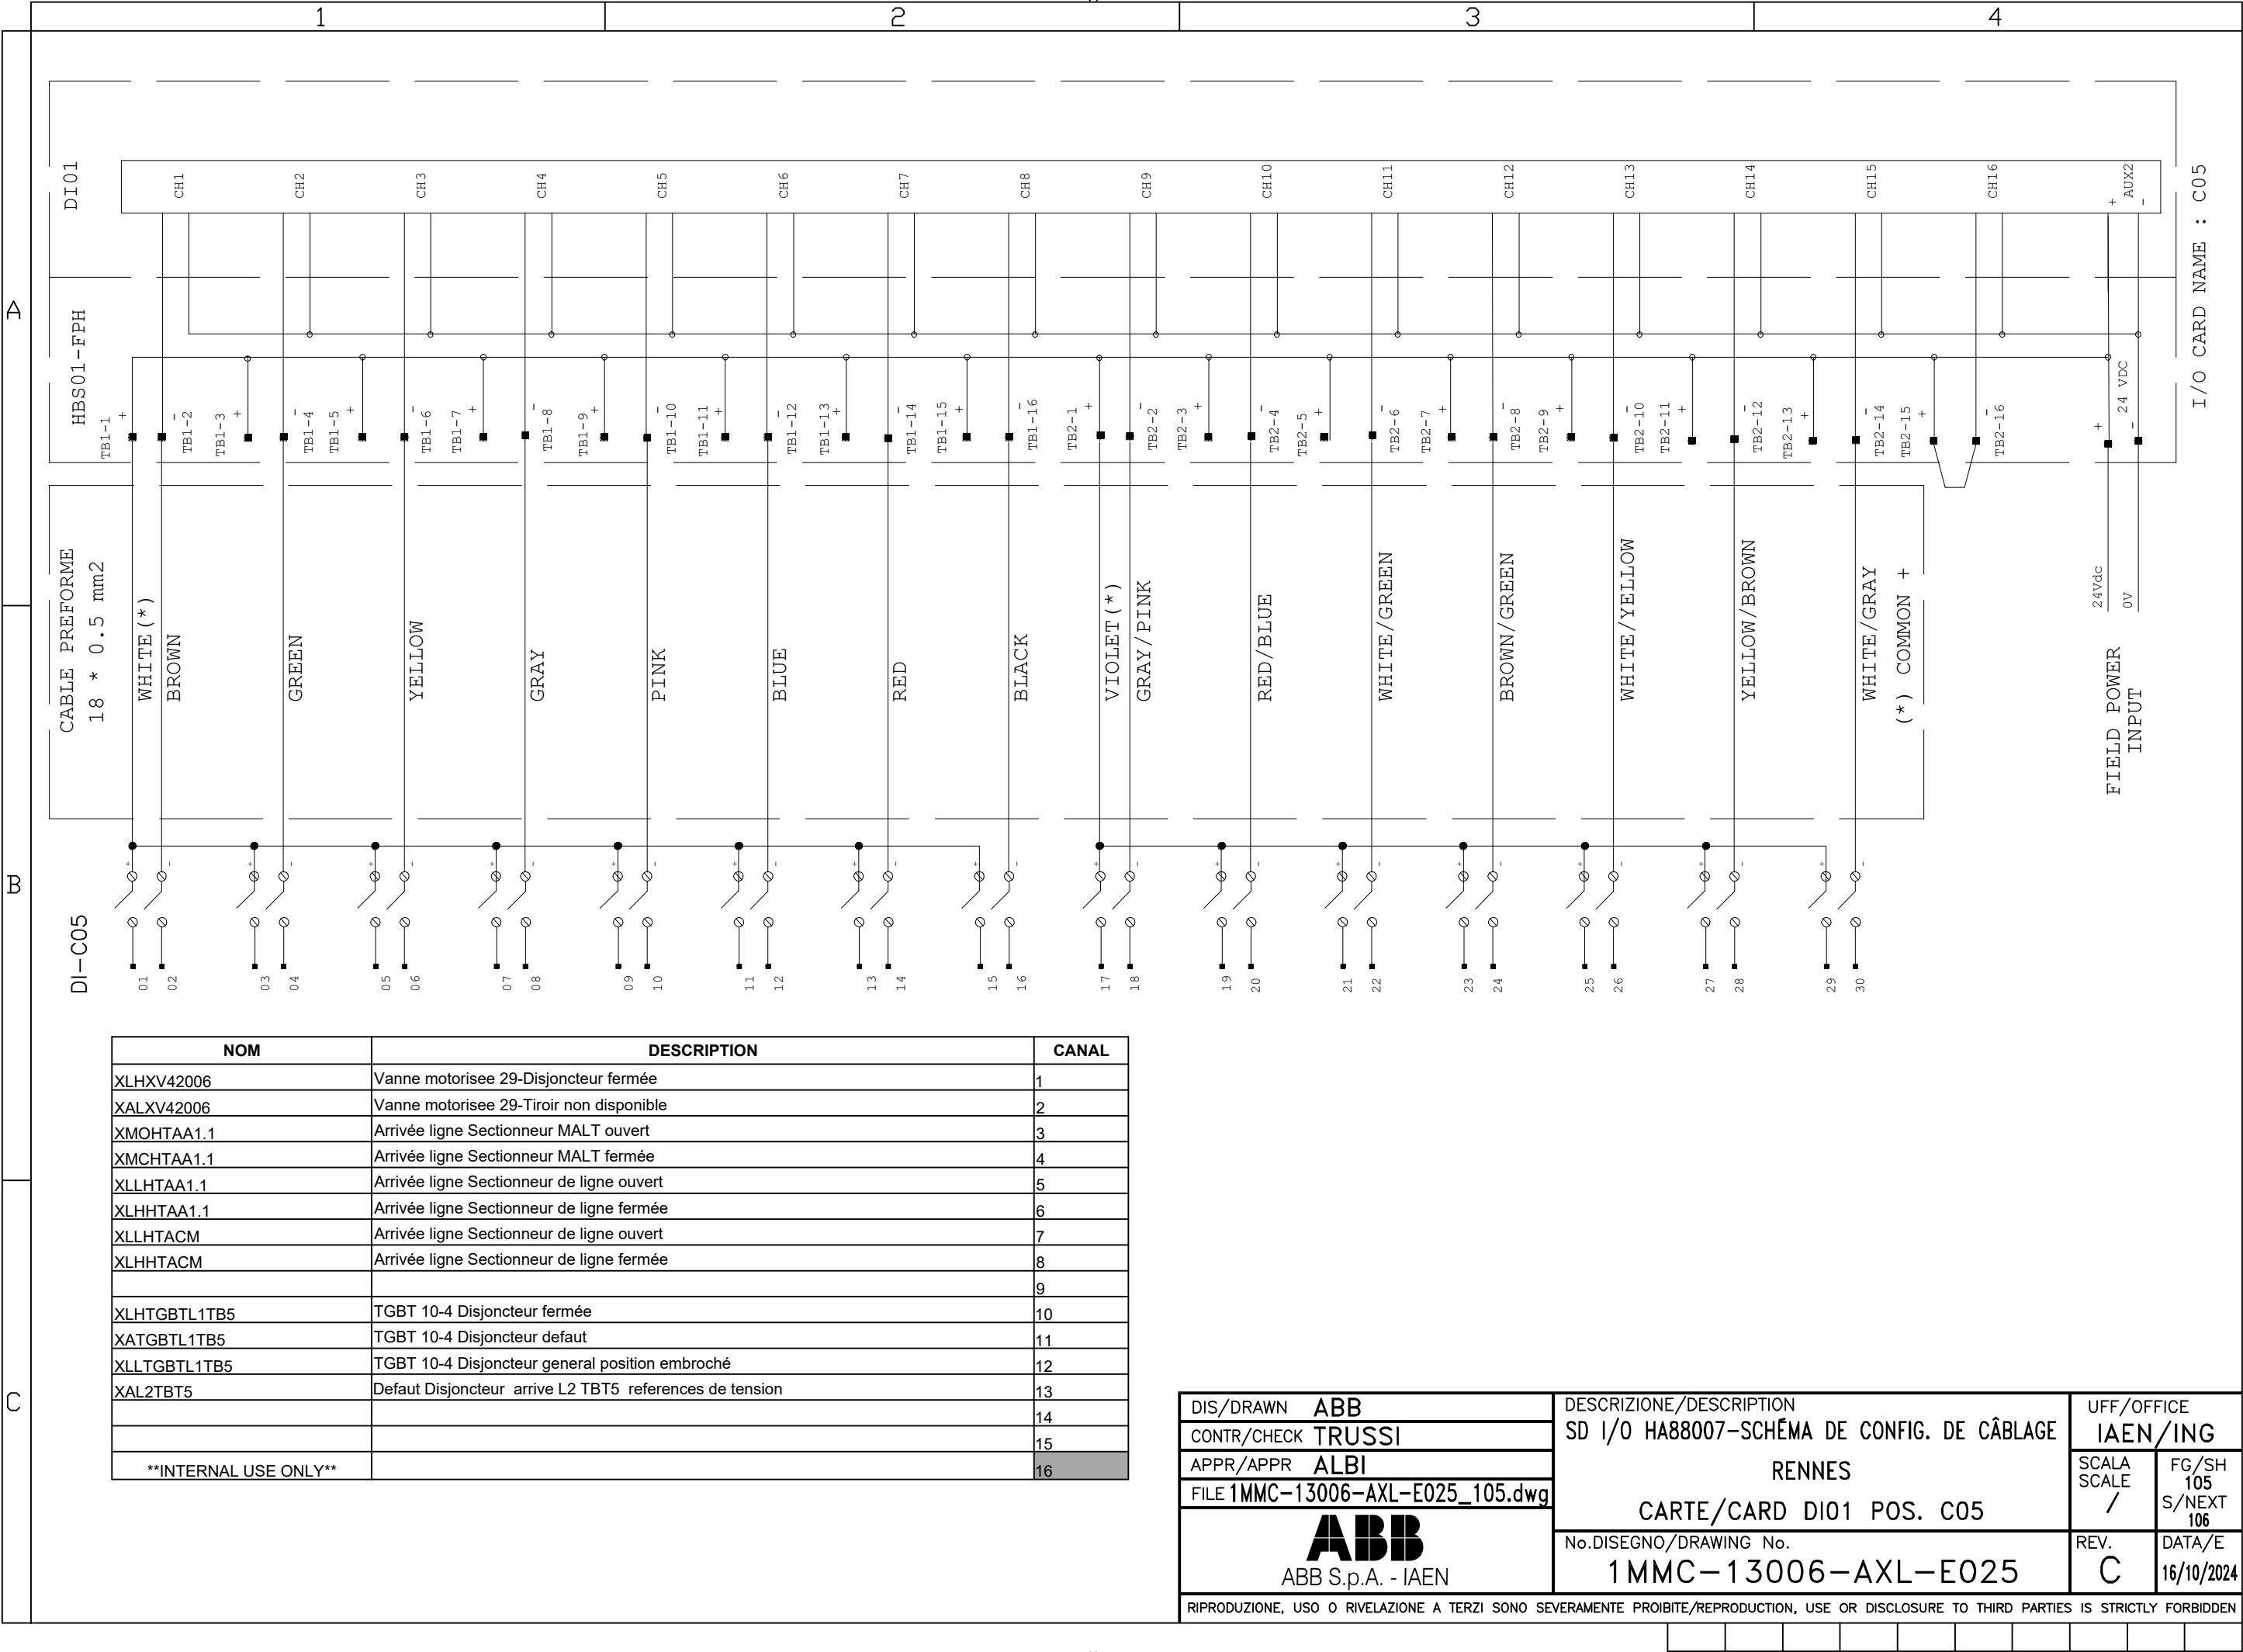 1 2 3 4
A
B
C
DI01
CH1 CH2 CH3 CH4 CH5 CH6 CH7 CH8 CH9 CH10 CH11 CH12 CH13 CH14 CH15 CH16 AUX2
+ -
I/O CARD NAME : C05
HBS01-FPH
TB1-1 + TB1-2 - TB1-3 + TB1-4 - TB1-5 + TB1-6 - TB1-7 + TB1-8 - TB1-9 + TB1-10 - TB1-11 + TB1-12 - TB1-13 + TB1-14 - TB1-15 + TB1-16 -
TB2-1 + TB2-2 - TB2-3 + TB2-4 - TB2-5 + TB2-6 - TB2-7 + TB2-8 - TB2-9 + TB2-10 - TB2-11 + TB2-12 - TB2-13 + TB2-14 - TB2-15 + TB2-16 -
+ 24 VDC -
CABLE PREFORME
18 * 0.5 mm2
WHITE(*)
BROWN
GREEN
YELLOW
GRAY
PINK
BLUE
RED
BLACK
VIOLET(*)
GRAY/PINK
RED/BLUE
WHITE/GREEN
BROWN/GREEN
WHITE/YELLOW
YELLOW/BROWN
WHITE/GRAY
(*) COMMON +
24Vdc
0V
FIELD POWER
INPUT
+ - + - + - + - + - + - + - + - + - + - + - + - + - + - + -
DI-C05
01 02 03 04 05 06 07 08 09 10 11 12 13 14 15 16 17 18 19 20 21 22 23 24 25 26 27 28 29 30
NOM DESCRIPTION CANAL
XLHXV42006 Vanne motorisee 29-Disjoncteur fermée 1
XALXV42006 Vanne motorisee 29-Tiroir non disponible 2
XMOHTAA1.1 Arrivée ligne Sectionneur MALT ouvert 3
XMCHTAA1.1 Arrivée ligne Sectionneur MALT fermée 4
XLLHTAA1.1 Arrivée ligne Sectionneur de ligne ouvert 5
XLHHTAA1.1 Arrivée ligne Sectionneur de ligne fermée 6
XLLHTACM Arrivée ligne Sectionneur de ligne ouvert 7
XLHHTACM Arrivée ligne Sectionneur de ligne fermée 8
9
XLHTGBTL1TB5 TGBT 10-4 Disjoncteur fermée 10
XATGBTL1TB5 TGBT 10-4 Disjoncteur defaut 11
XLLTGBTL1TB5 TGBT 10-4 Disjoncteur general position embroché 12
XAL2TBT5 Defaut Disjoncteur arrive L2 TBT5 references de tension 13
14
15
**INTERNAL USE ONLY** 16
DIS/DRAWN ABB
CONTR/CHECK TRUSSI
APPR/APPR ALBI
FILE 1MMC-13006-AXL-E025_105.dwg
ABB
ABB S.p.A. - IAEN
DESCRIZIONE/DESCRIPTION
SD I/O HA88007-SCHÉMA DE CONFIG. DE CÂBLAGE
RENNES
CARTE/CARD DI01 POS. C05
No.DISEGNO/DRAWING No.
1MMC-13006-AXL-E025
UFF/OFFICE
IAEN/ING
SCALA
SCALE
/
FG/SH
105
S/NEXT
106
REV.
C
DATA/E
16/10/2024
RIPRODUZIONE, USO O RIVELAZIONE A TERZI SONO SEVERAMENTE PROIBITE/REPRODUCTION, USE OR DISCLOSURE TO THIRD PARTIES IS STRICTLY FORBIDDEN